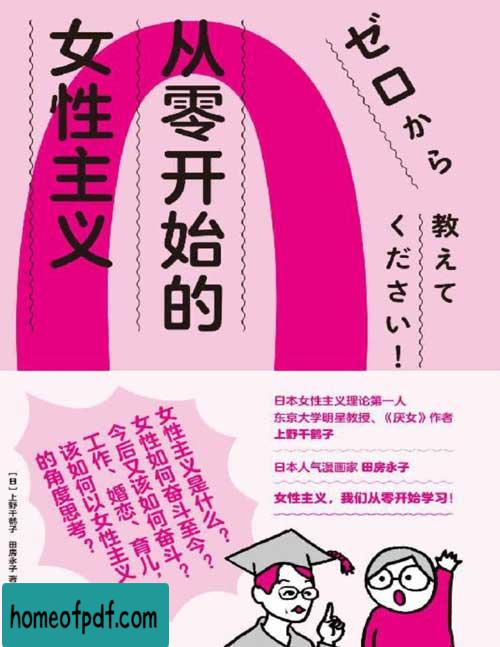 ゼロから
教えて
ください！
从零开始的
女性主义
日本女性主义理论第一人
东京大学明星教授、《厌女》作者
上野千鹤子
日本人气漫画家 田房永子
女性主义，我们从零开始学习！
女性主义是什么？
女性如何奋斗至今？
今后又该如何奋斗？
工作、婚恋、育儿，
该如何以女性主义
的角度思考？
[日] 上野千鹤子 田房永子 著
homeofpdf.com